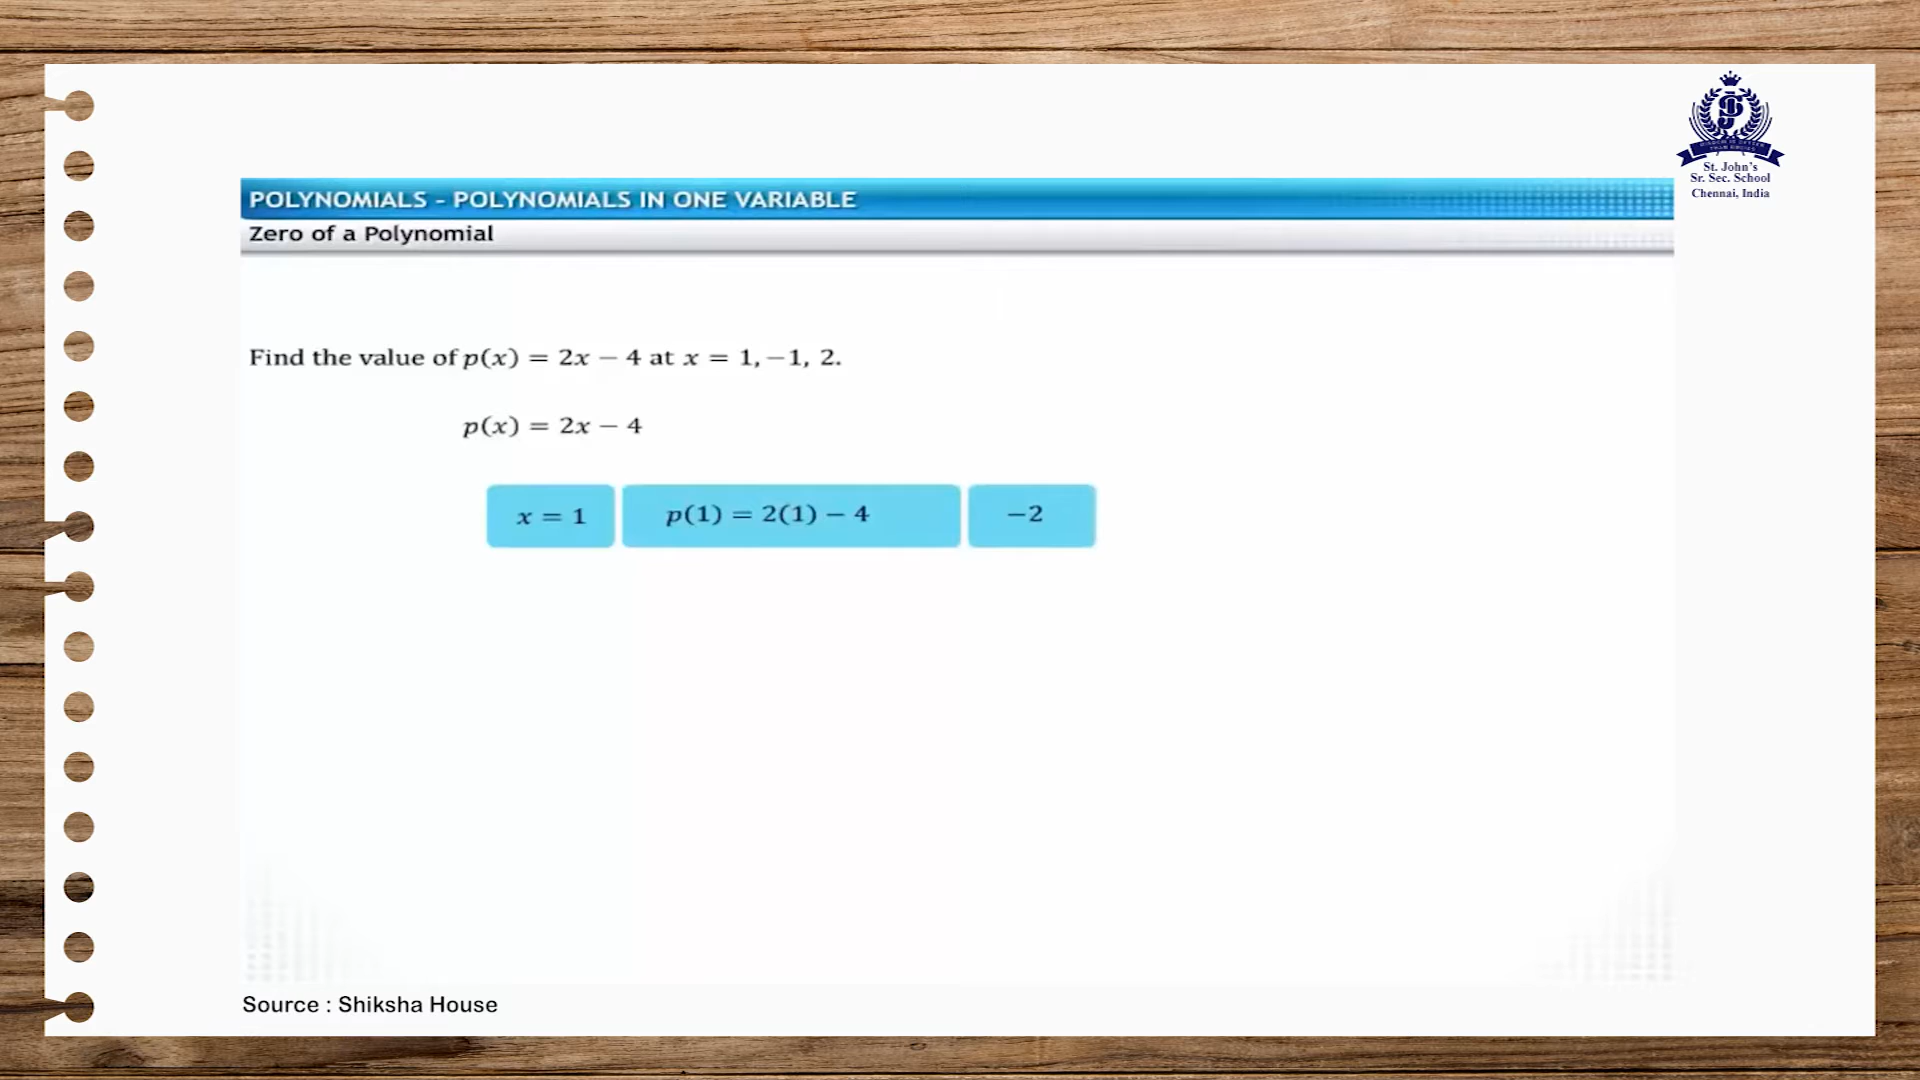 St. John's
Sr. Sec. School
Chennai, India
POLYNOMIALS - POLYNOMIALS IN ONE VARIABLE
Zero of a Polynomial
Find the value of p(x) = 2x − 4 at x = 1, −1, 2.
p(x) = 2x − 4
x = 1 p(1) = 2(1) − 4 −2
Source : Shiksha House